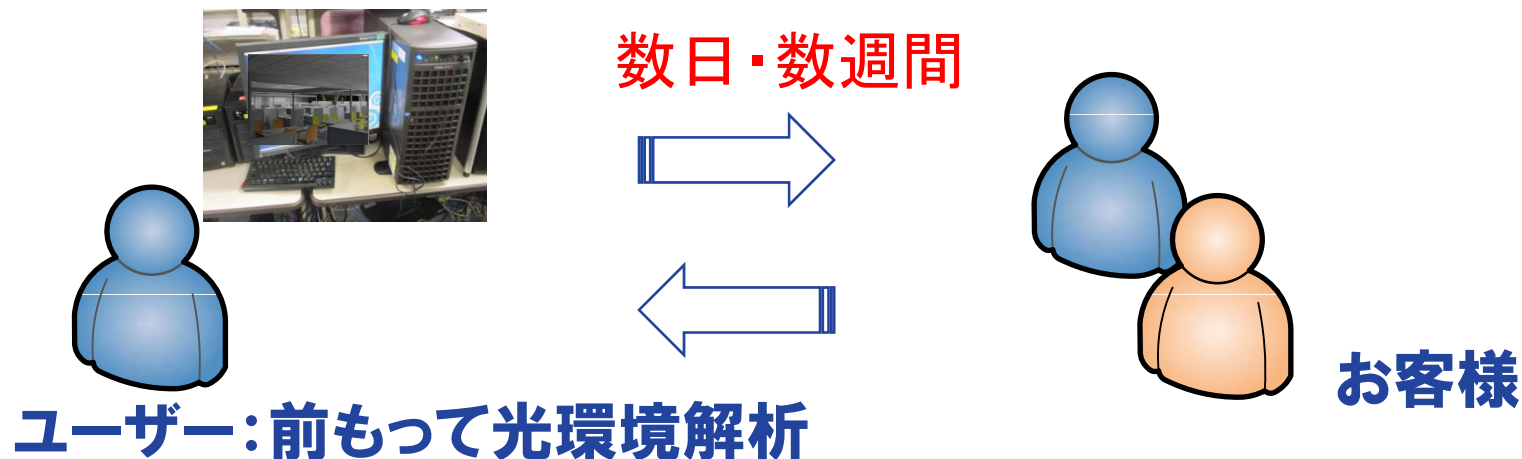 数日・数週間
お客様
ユーザー：前もって光環境解析